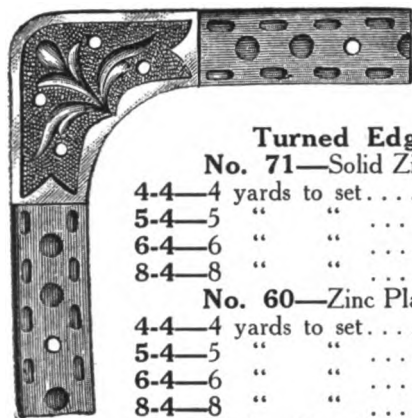 Turned Edg
No. 71—Solid Zi
4-4—4 yards to set....
5-4—5 “ “ ...
6-4—6 “ “ ...
8-4—8 “ “ ...
No. 60—Zinc Pla
4-4—4 yards to set....
5-4—5 “ “ ...
6-4—6 “ “ ...
8-4—8 “ “ ...